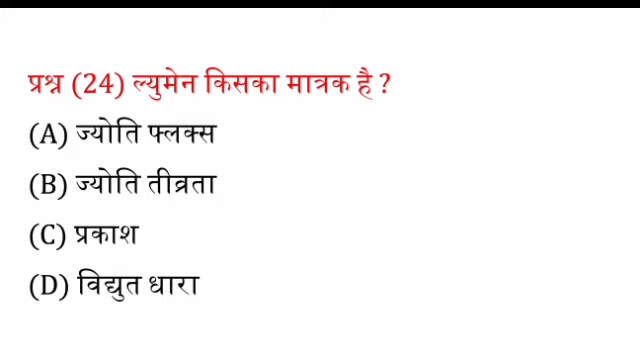 प्रश्न (24) ल्युमेन किसका मात्रक है ?
(A) ज्योति फ्लक्स
(B) ज्योति तीव्रता
(C) प्रकाश
(D) विद्युत धारा